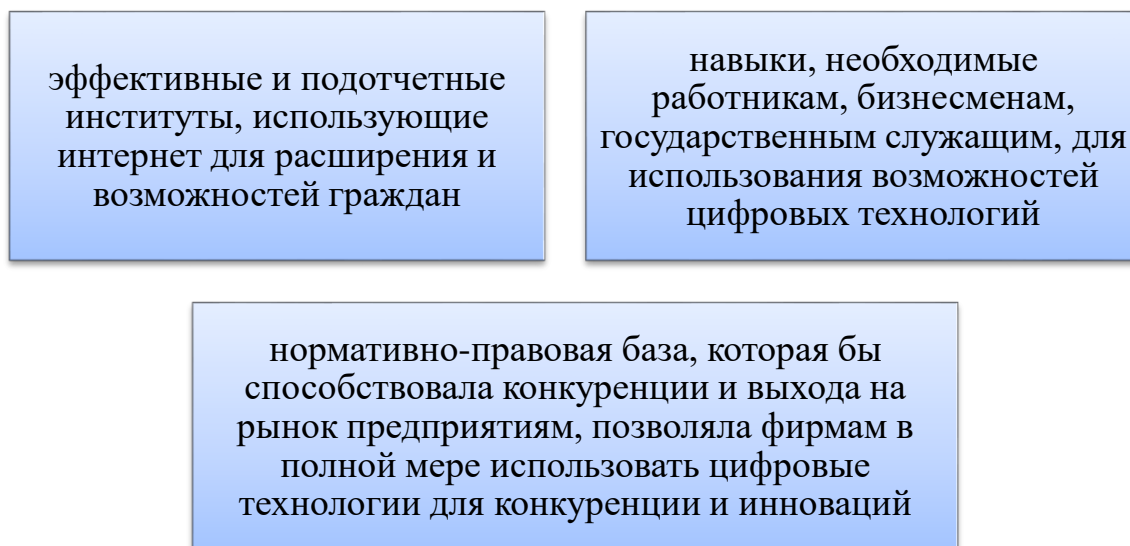 эффективные и подотчетные
институты, использующие
интернет для расширения и
возможностей граждан
навыки, необходимые
работникам, бизнесменам,
государственным служащим, для
использования возможностей
цифровых технологий
нормативно-правовая база, которая бы
способствовала конкуренции и выхода на
рынок предприятиям, позволяла фирмам в
полной мере использовать цифровые
технологии для конкуренции и инноваций